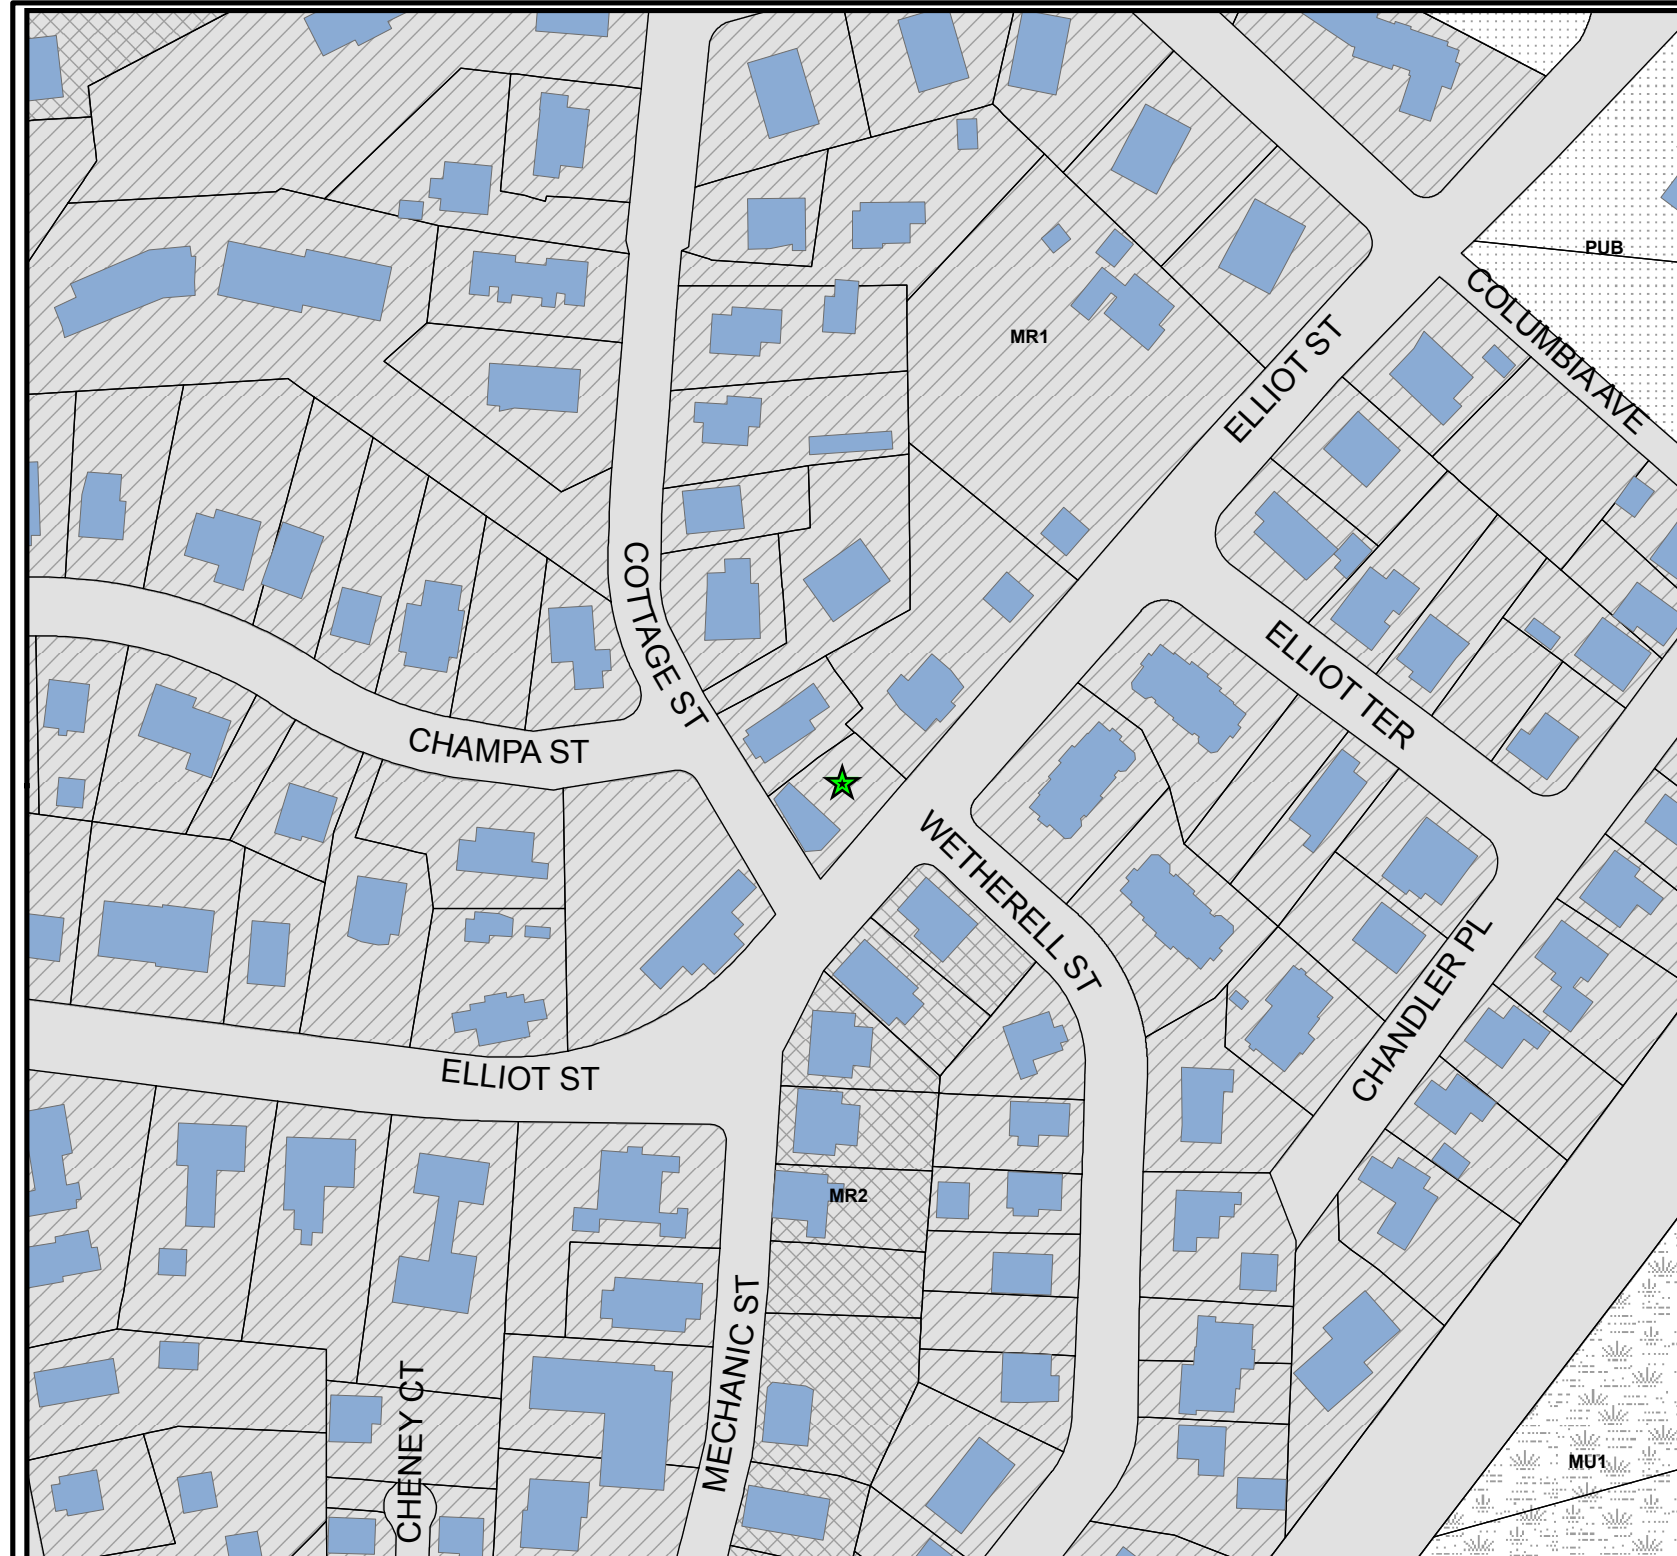 PUB
COLUMBIA AVE
MR1
ELLIOT ST
COTTAGE ST
ELLIOT TER
CHAMPA ST
WETHERELL ST
CHANDLER PL
ELLIOT ST
MR2
MECHANIC ST
CHENEY CT
MU1